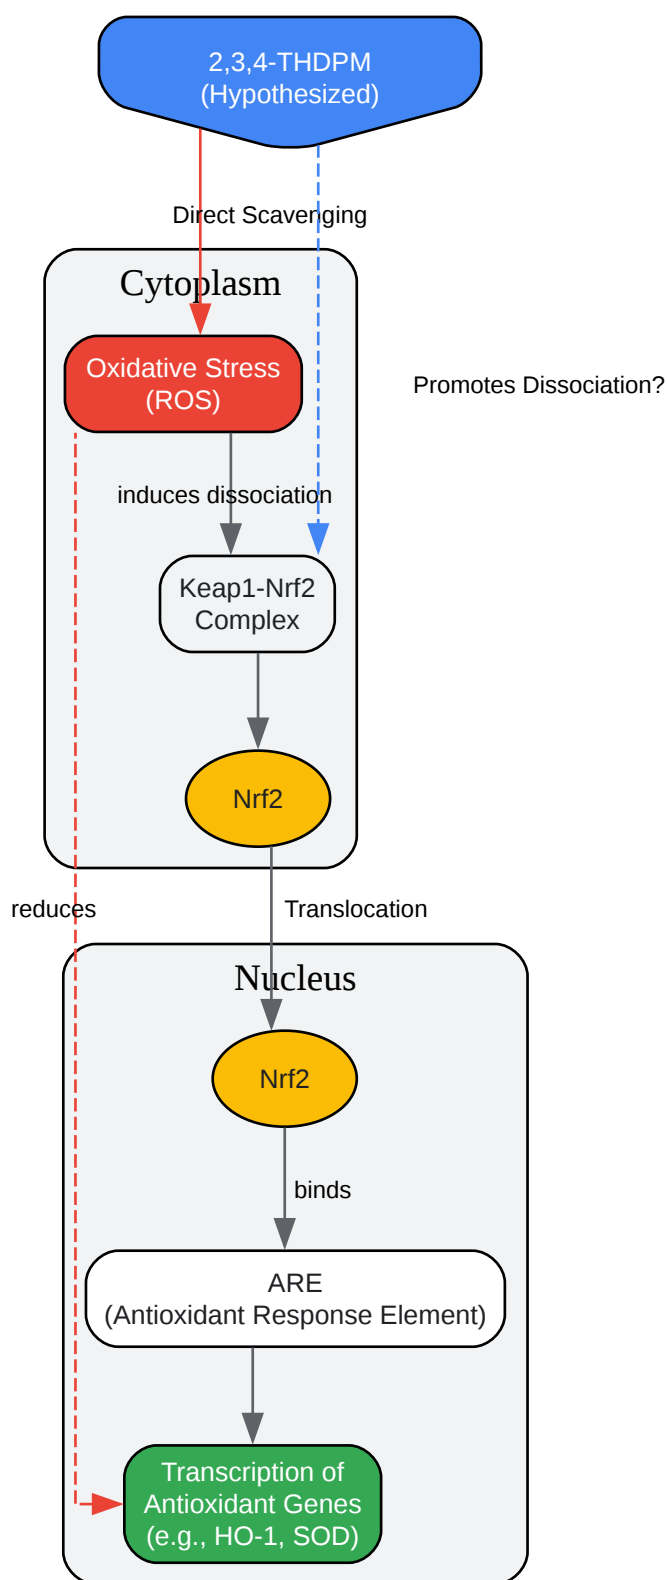 2,3,4-THDPM
(Hypothesized)
Direct Scavenging
Cytoplasm
Oxidative Stress
(ROS)
Promotes Dissociation?
induces dissociation
Keap1-Nrf2
Complex
Nrf2
reduces
Translocation
Nucleus
Nrf2
binds
ARE
(Antioxidant Response Element)
Transcription of
Antioxidant Genes
(e.g., HO-1, SOD)